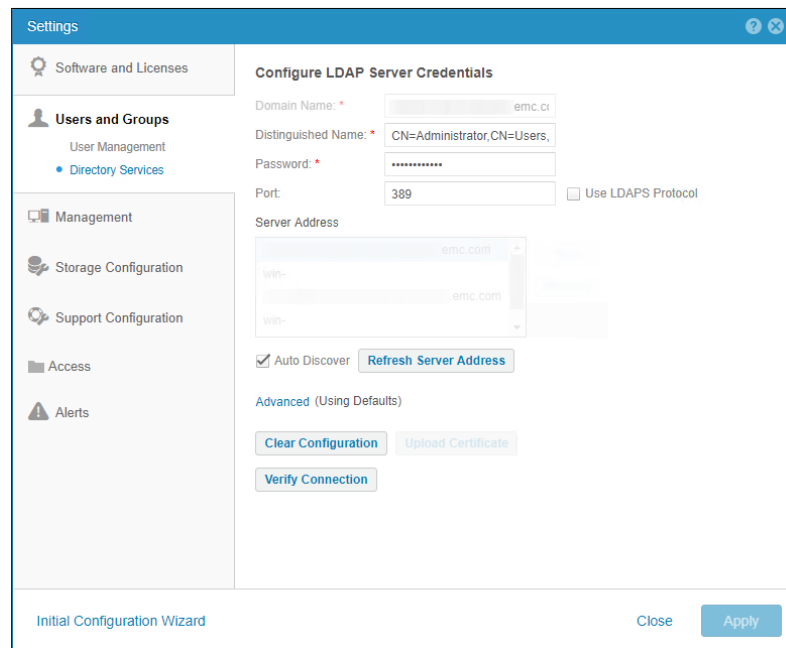 Settings
Software and Licenses
Users and Groups
User Management
Directory Services
Management
Storage Configuration
Support Configuration
Access
Alerts
Configure LDAP Server Credentials
Domain Name: * emc.c
Distinguished Name: * CN=Administrator,CN=Users,
Password: * ••••••••••••
Port: 389 Use LDAPS Protocol
Server Address
emc.com
win-
.emc.com
win-
Auto Discover Refresh Server Address
Advanced (Using Defaults)
Clear Configuration Upload Certificate
Verify Connection
Initial Configuration Wizard Close Apply